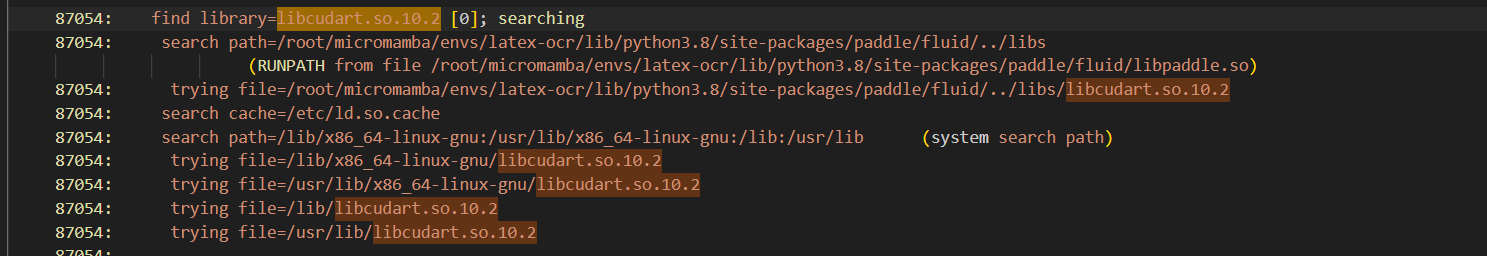 87054: find library=libcudart.so.10.2 [0]; searching
87054: search path=/root/micromamba/envs/latex-ocr/lib/python3.8/site-packages/paddle/fluid/../libs
(RUNPATH from file /root/micromamba/envs/latex-ocr/lib/python3.8/site-packages/paddle/fluid/libpaddle.so)
87054: trying file=/root/micromamba/envs/latex-ocr/lib/python3.8/site-packages/paddle/fluid/../libs/libcudart.so.10.2
87054: search cache=/etc/ld.so.cache
87054: search path=/lib/x86_64-linux-gnu:/usr/lib/x86_64-linux-gnu:/lib:/usr/lib (system search path)
87054: trying file=/lib/x86_64-linux-gnu/libcudart.so.10.2
87054: trying file=/usr/lib/x86_64-linux-gnu/libcudart.so.10.2
87054: trying file=/lib/libcudart.so.10.2
87054: trying file=/usr/lib/libcudart.so.10.2
87054: